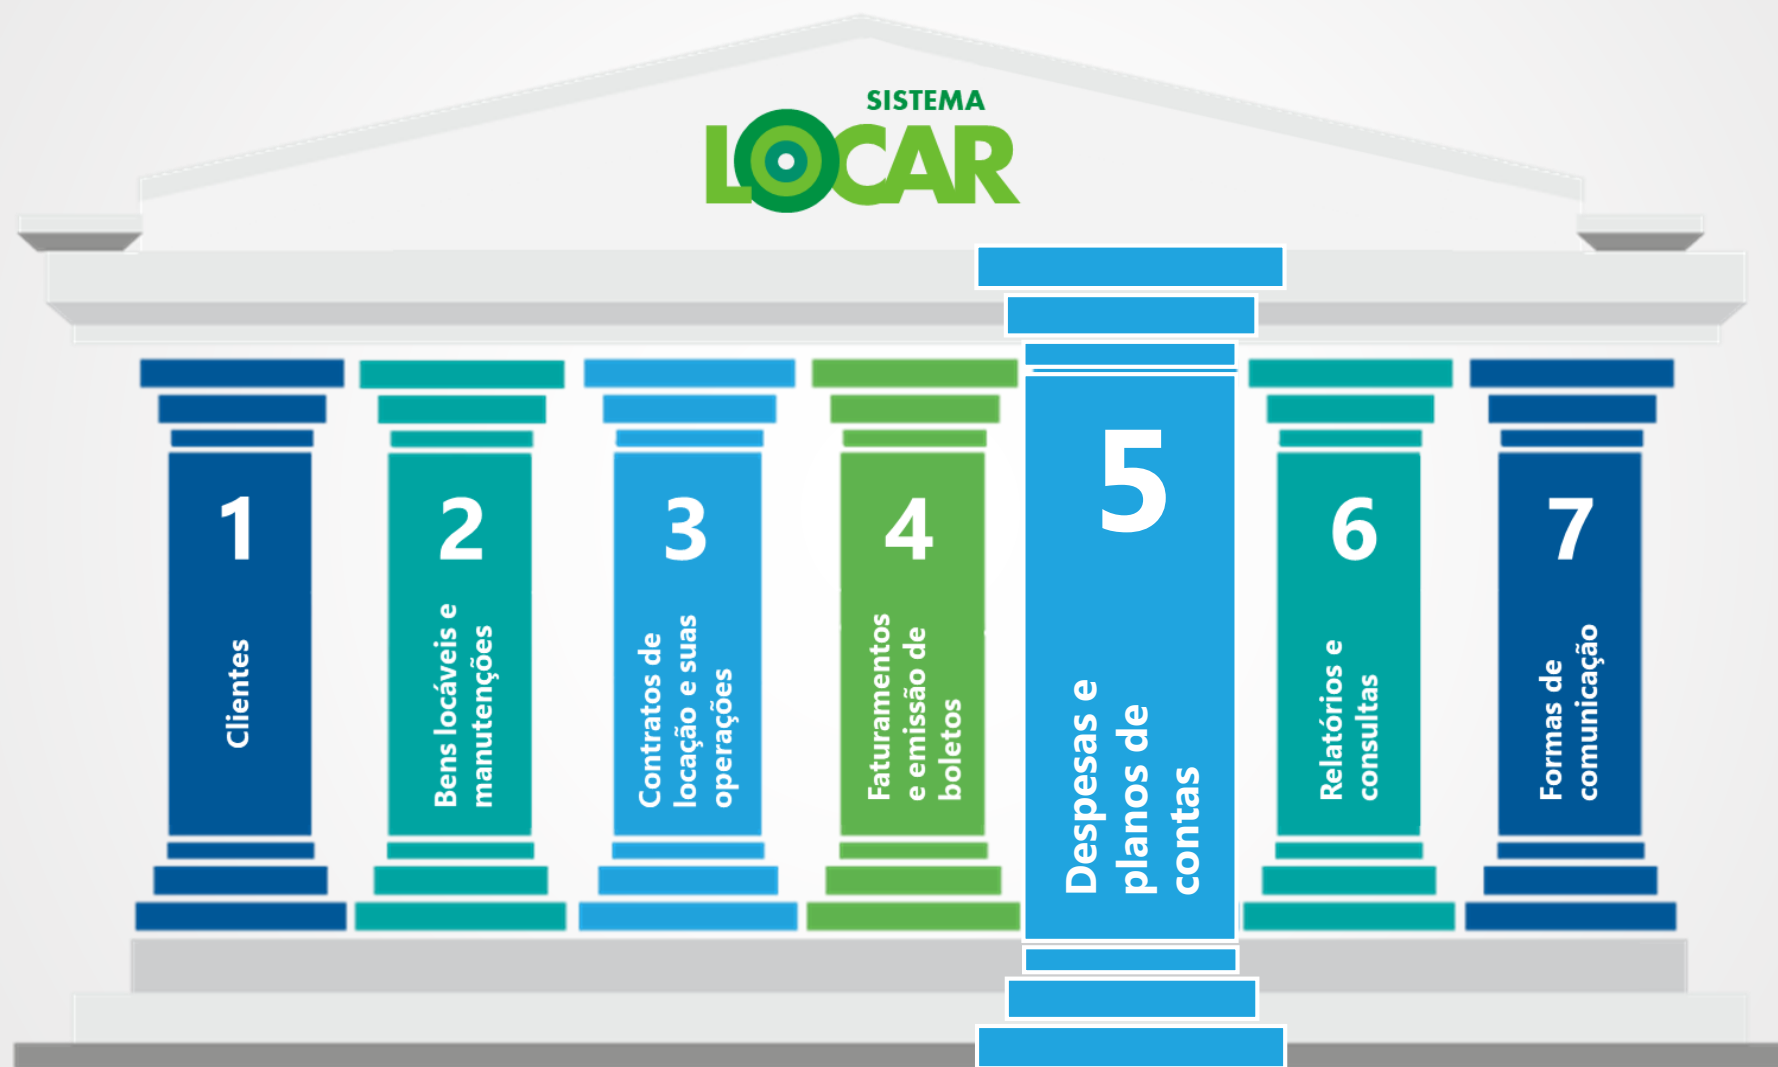 SISTEMA
LOCAR
1
Clientes
2
Bens locáveis e
manutenções
3
Contratos de
locação e suas
operações
4
Faturamentos
e emissão de
boletos
5
Despesas e
planos de
contas
6
Relatórios e
consultas
7
Formas de
comunicação